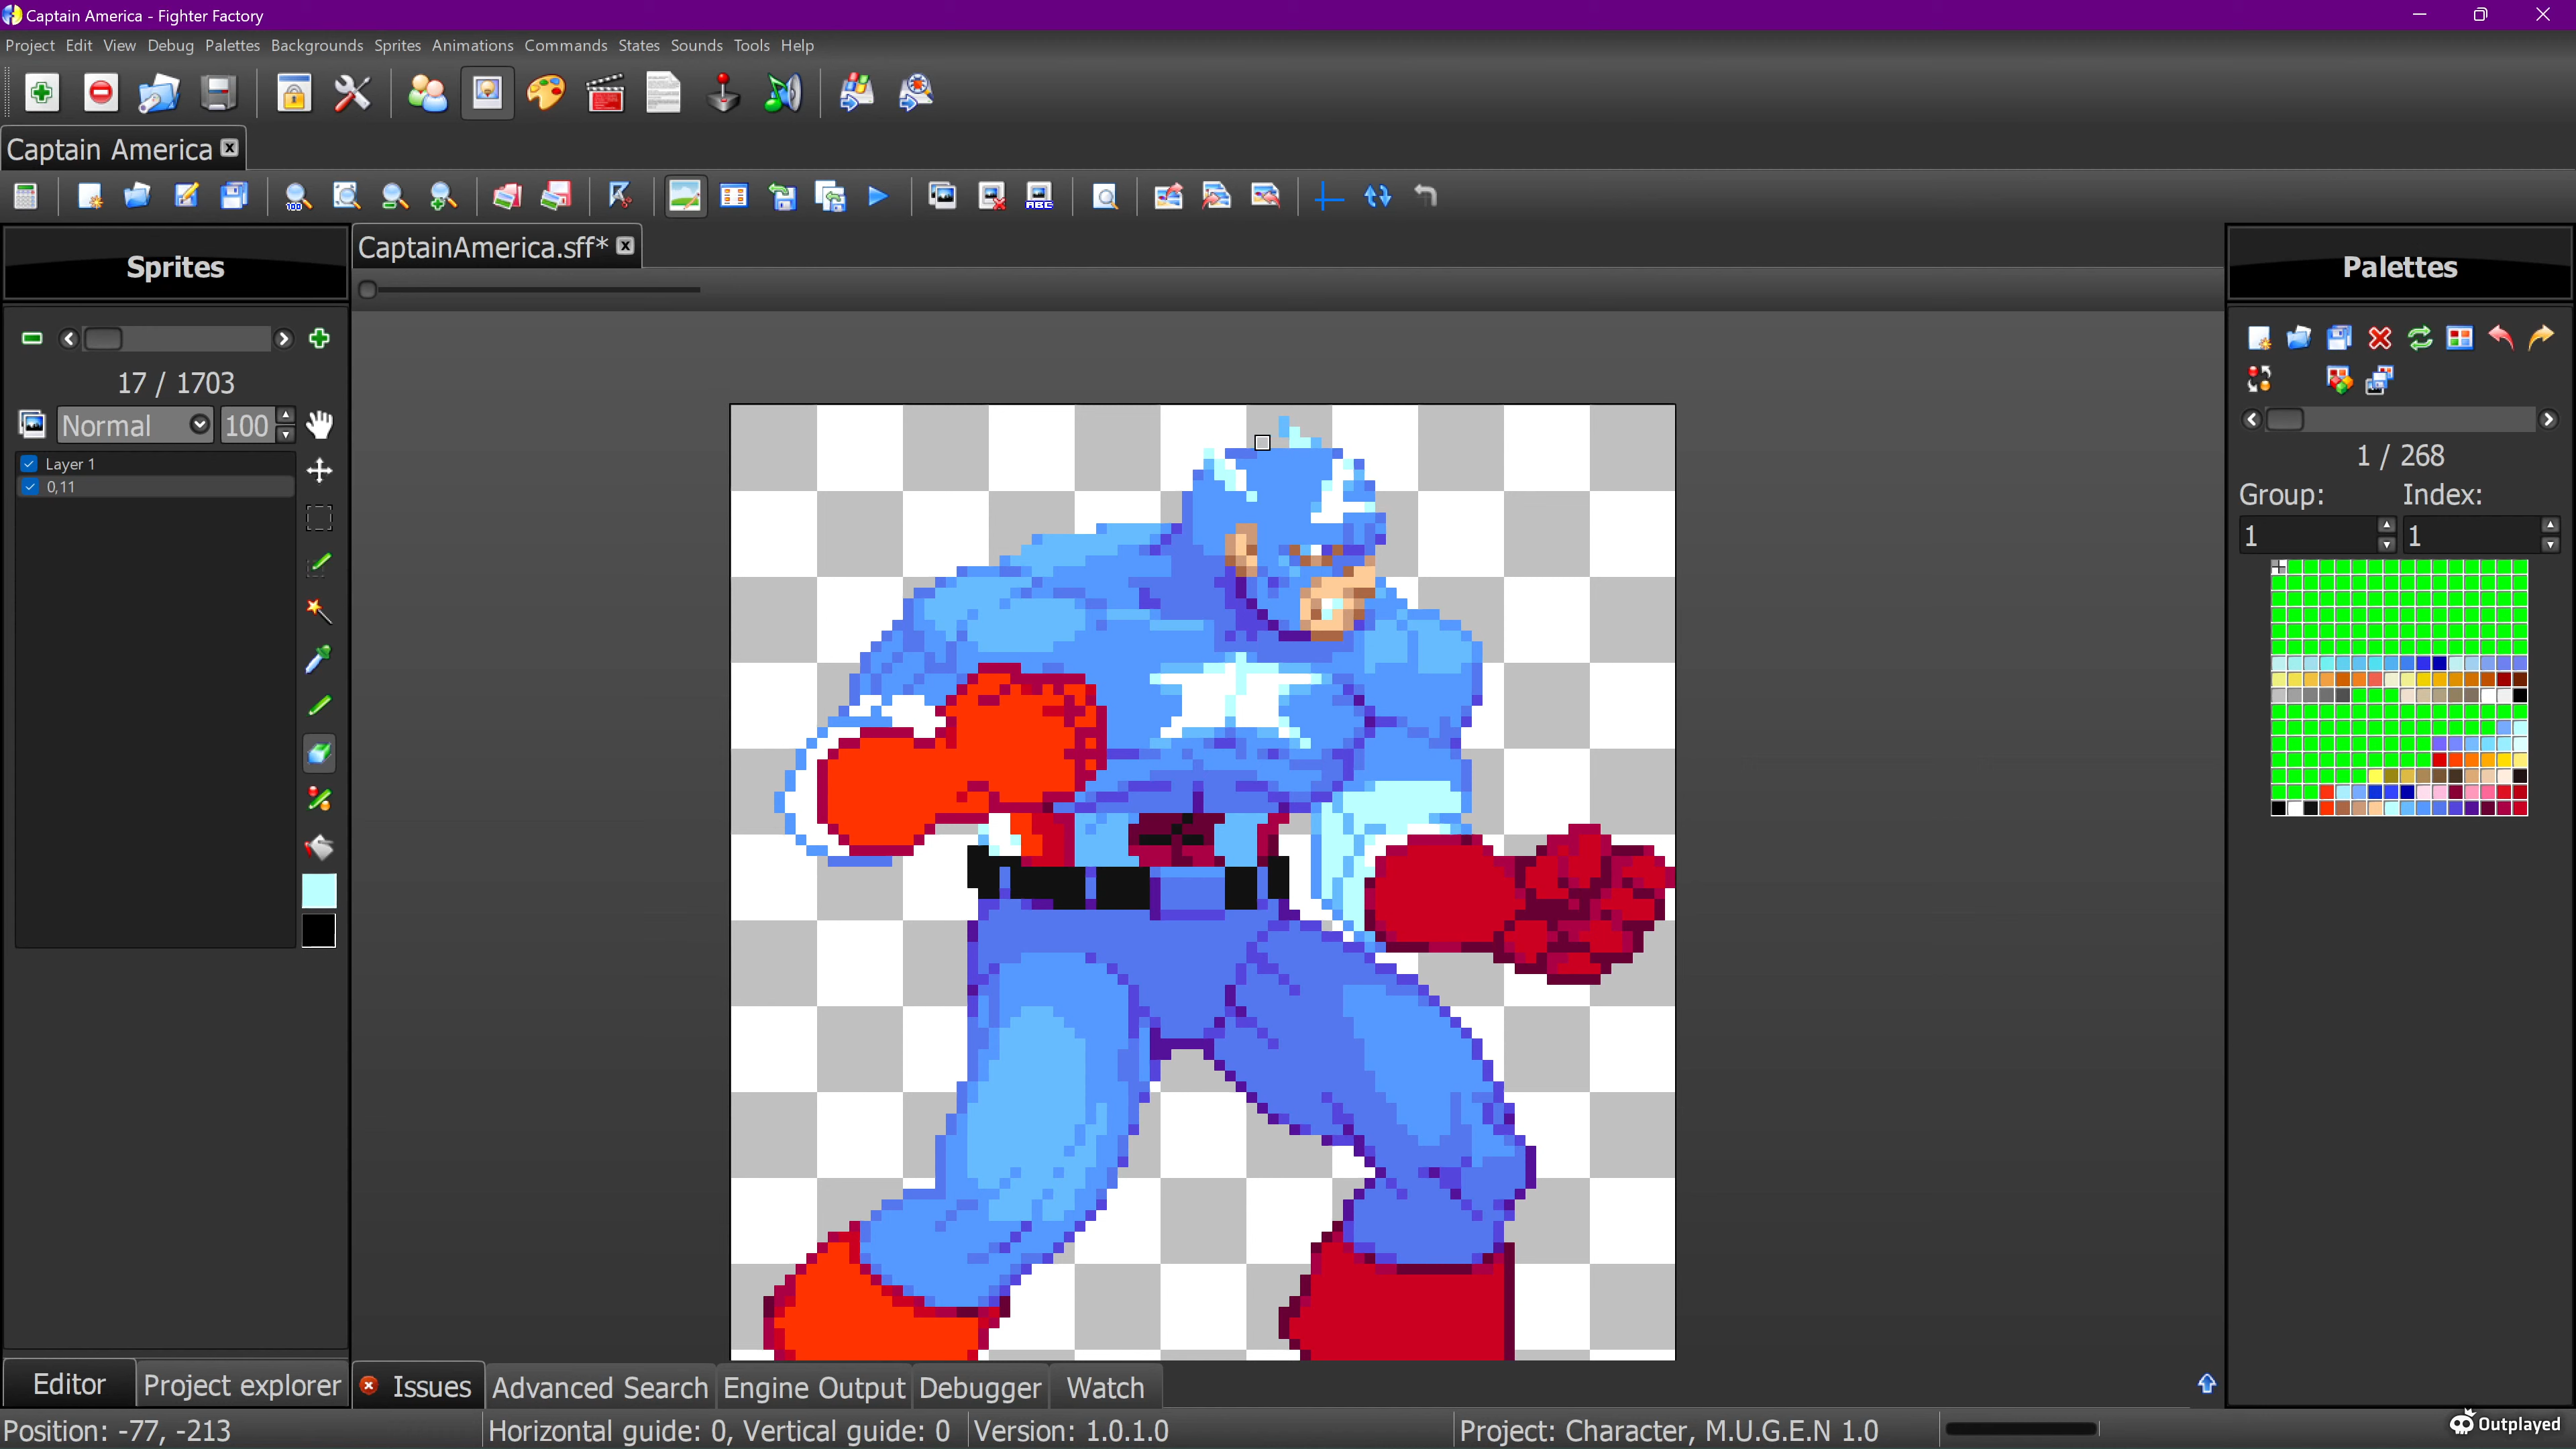 Captain America - Fighter Factory
Project Edit View Debug Palettes Backgrounds Sprites Animations Commands States Sounds Tools Help
Captain America
100
ABC
Sprites
CaptainAmerica.sff*
Palettes
17 / 1703
Normal 100
Layer 1
0,11
1 / 268
Group: Index:
1 1
Editor Project explorer Issues Advanced Search Engine Output Debugger Watch
Position: -77, -213 Horizontal guide: 0, Vertical guide: 0 Version: 1.0.1.0 Project: Character, M.U.G.E.N 1.0
Outplayed